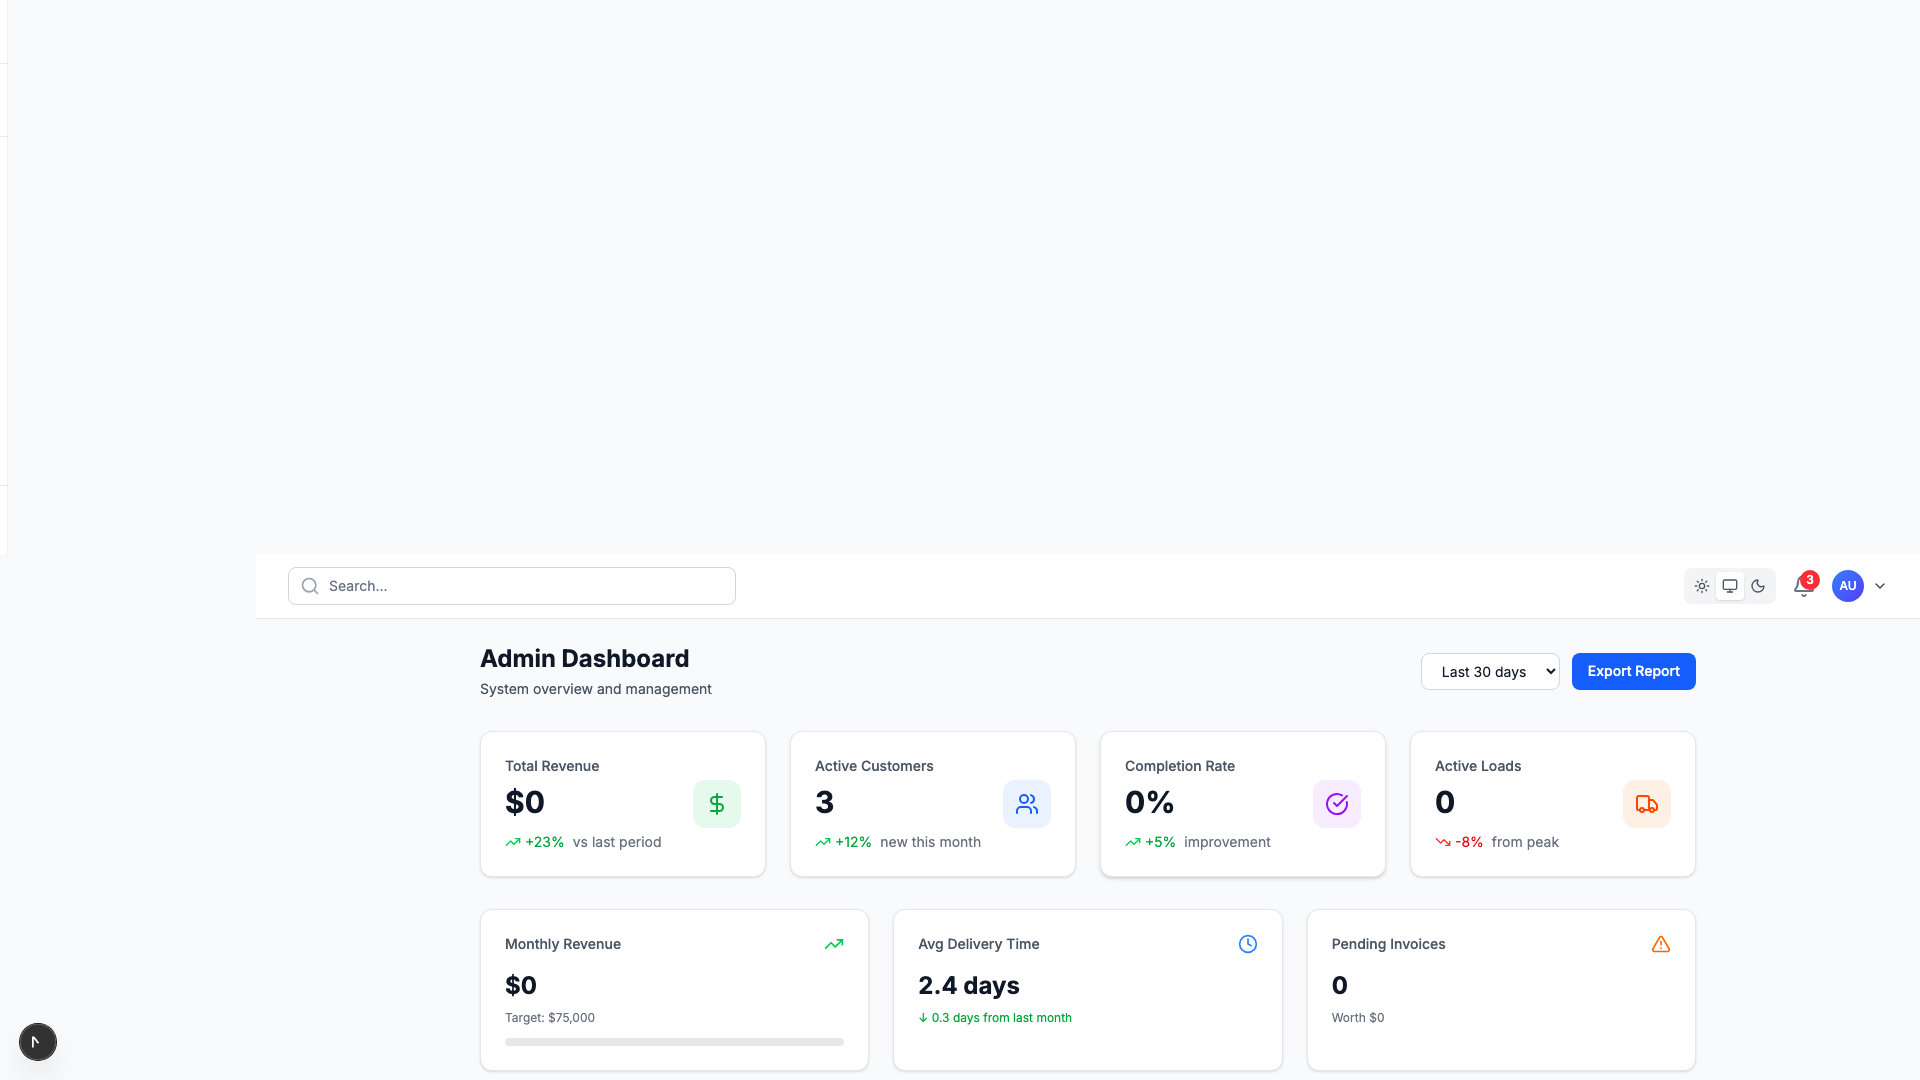 Search...
3
AU
Admin Dashboard
System overview and management
Last 30 days
Export Report
Total Revenue
$0
+23% vs last period
Active Customers
3
+12% new this month
Completion Rate
0%
+5% improvement
Active Loads
0
-8% from peak
Monthly Revenue
$0
Target: $75,000
Avg Delivery Time
2.4 days
↓ 0.3 days from last month
Pending Invoices
0
Worth $0